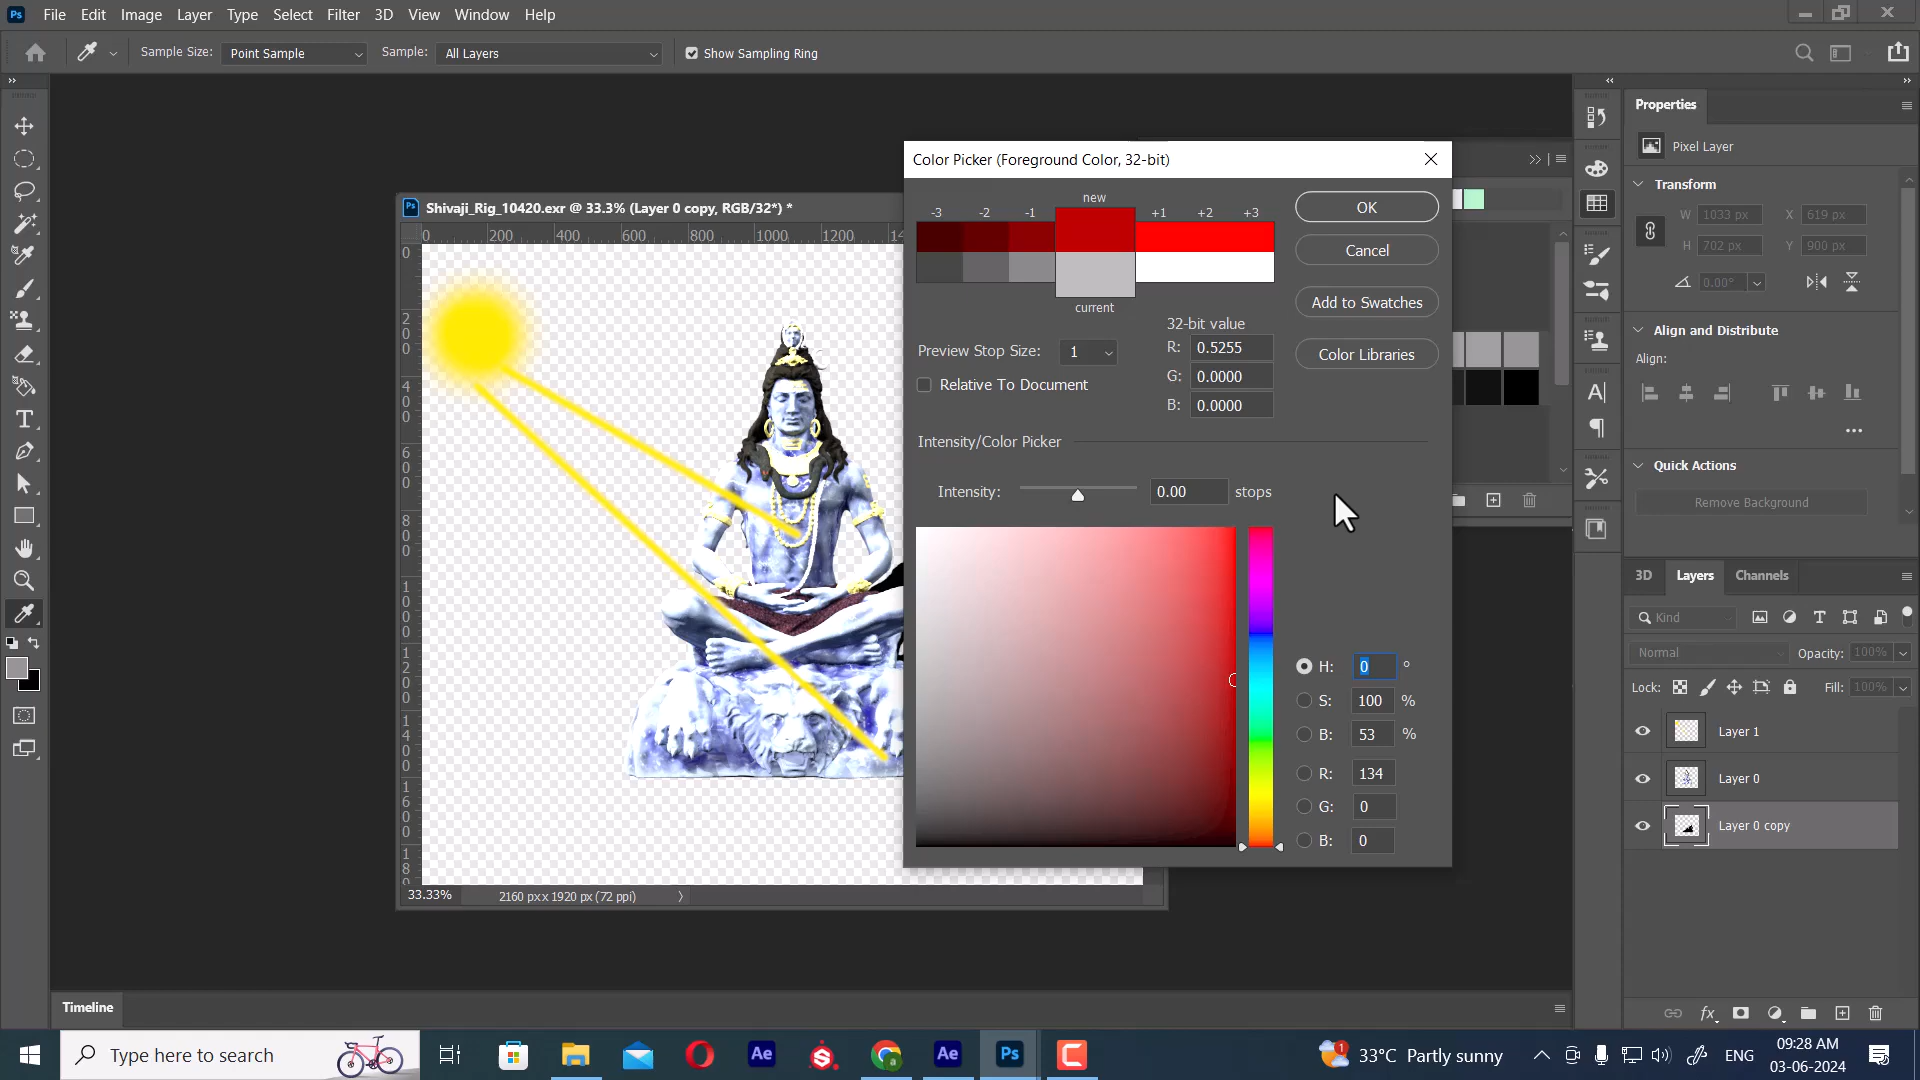 Ps File Edit Image Layer Type Select Filter 3D View Window Help
Sample Size: Point Sample Sample: All Layers Show Sampling Ring
Properties
Pixel Layer
Transform
W 1033 px X 619 px
H 702 px Y 900 px
0.00°
Align and Distribute
Align:
Quick Actions
Remove Background
Ps Shivaji_Rig_10420.exr @ 33.3% (Layer 0 copy, RGB/32*) *
0 200 400 600 800 1000 1200
0
200
400
600
800
1000
1200
1400
1600
33.33% 2160 px x 1920 px (72 ppi)
Color Picker (Foreground Color, 32-bit)
new
-3 -2 -1 +1 +2 +3
current
OK
Cancel
Add to Swatches
Color Libraries
32-bit value
Preview Stop Size: 1
R: 0.5255
G: 0.0000
B: 0.0000
Relative To Document
Intensity/Color Picker
Intensity: 0.00 stops
H: 0 °
S: 100 %
B: 53 %
R: 134
G: 0
B: 0
3D Layers Channels
Kind
Normal Opacity: 100%
Lock: Fill: 100%
Layer 1
Layer 0
Layer 0 copy
Timeline
Type here to search
Ae
Ae
Ps
1
33°C Partly sunny
ENG
09:28 AM
03-06-2024